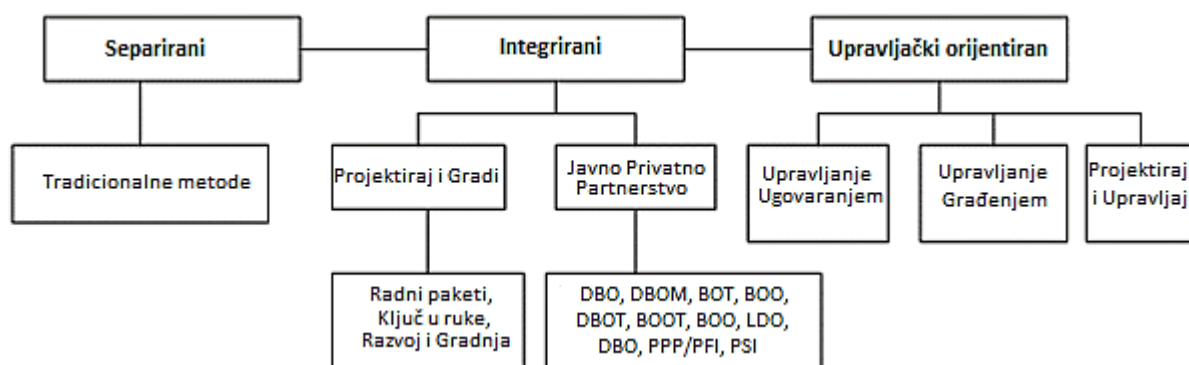 Separirani
Integrirani
Upravljački orijentiran
Tradicionalne metode
Projektiraj i Gradi
Javno Privatno
Partnerstvo
Upravljanje
Ugovaranjem
Upravljanje
Građenjem
Projektiraj
i Upravljaj
Radni paketi,
Ključ u ruke,
Razvoj i Gradnja
DBO, DBOM, BOT, BOO,
DBOT, BOOT, BOO, LDO,
DBO, PPP/PFI, PSI